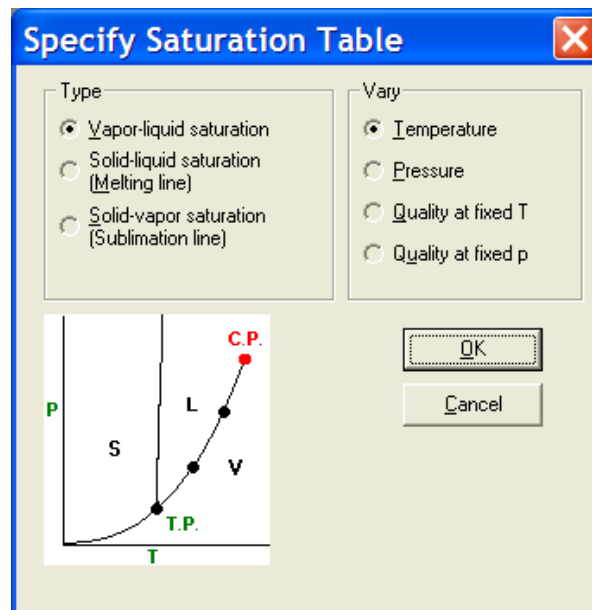 Specify Saturation Table
Type
Vapor-liquid saturation
Solid-liquid saturation
(Melting line)
Solid-vapor saturation
(Sublimation line)
Vary
Temperature
Pressure
Quality at fixed T
Quality at fixed p
C.P.
P
L
S
V
T.P.
T
OK
Cancel